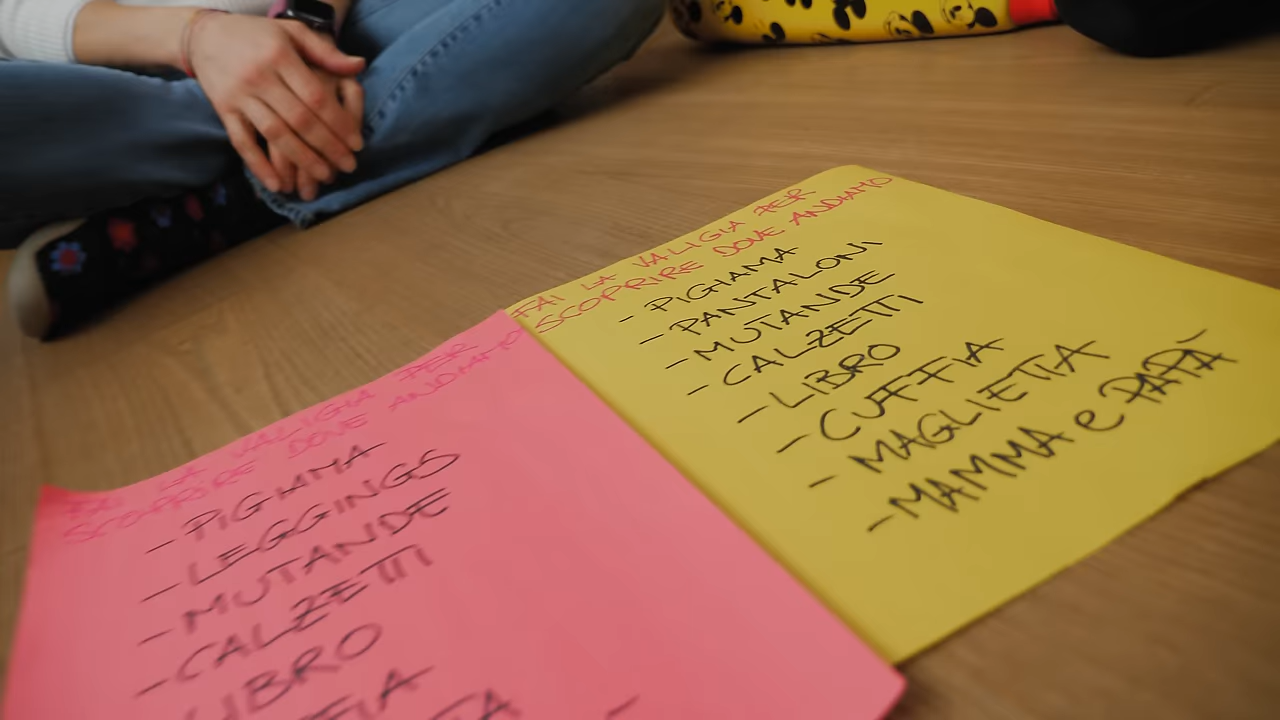 FAI LA VALIGIA PER
SCOPRIRE DOVE ANDIAMO
- PIGIAMA
- LEGGINGS
- MUTANDE
- CALZETTI
LIBRO
FAI LA VALIGIA PER
SCOPRIRE DOVE ANDIAMO
- PIGIAMA
- PANTALONI
- MUTANDE
- CALZETTI
- LIBRO
- CUFFIA
- MAGLIETTA
- MAMMA e PAPÀ